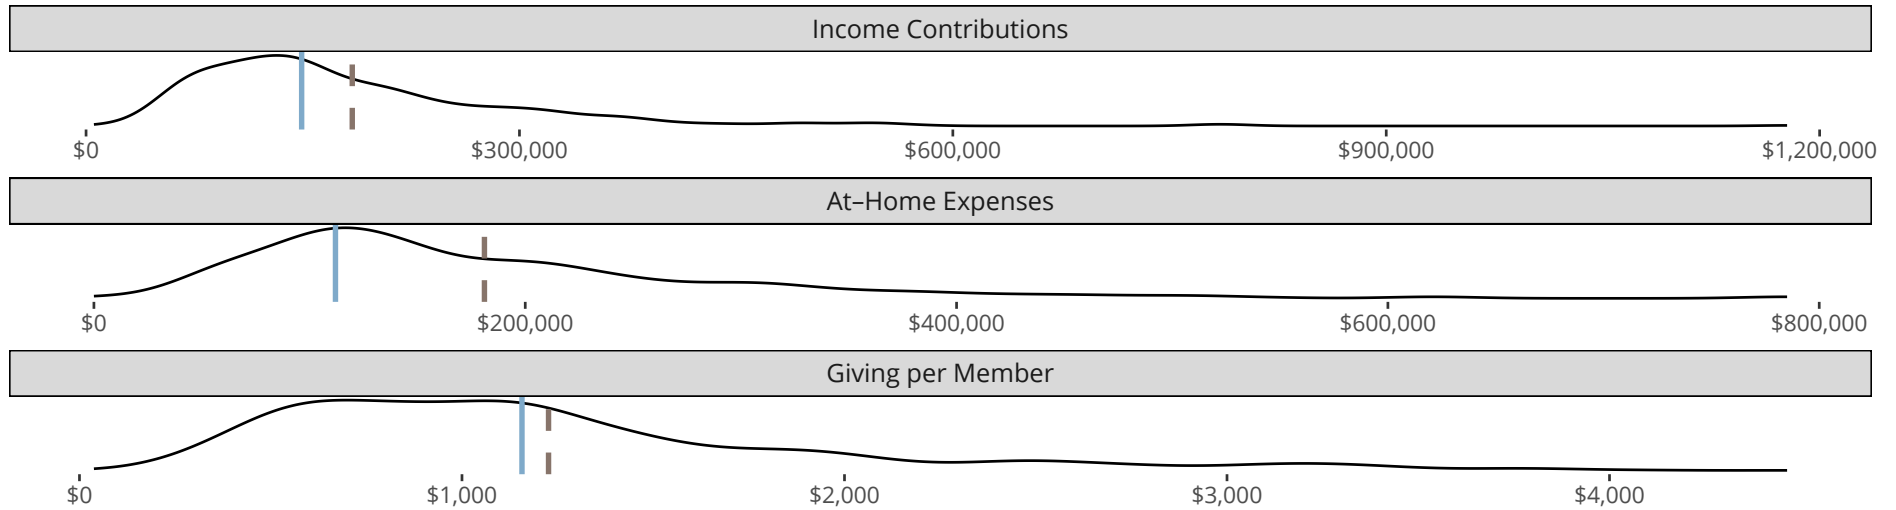 Income Contributions
$0 $300,000 $600,000 $900,000 $1,200,000
At–Home Expenses
$0 $200,000 $400,000 $600,000 $800,000
Giving per Member
$0 $1,000 $2,000 $3,000 $4,000